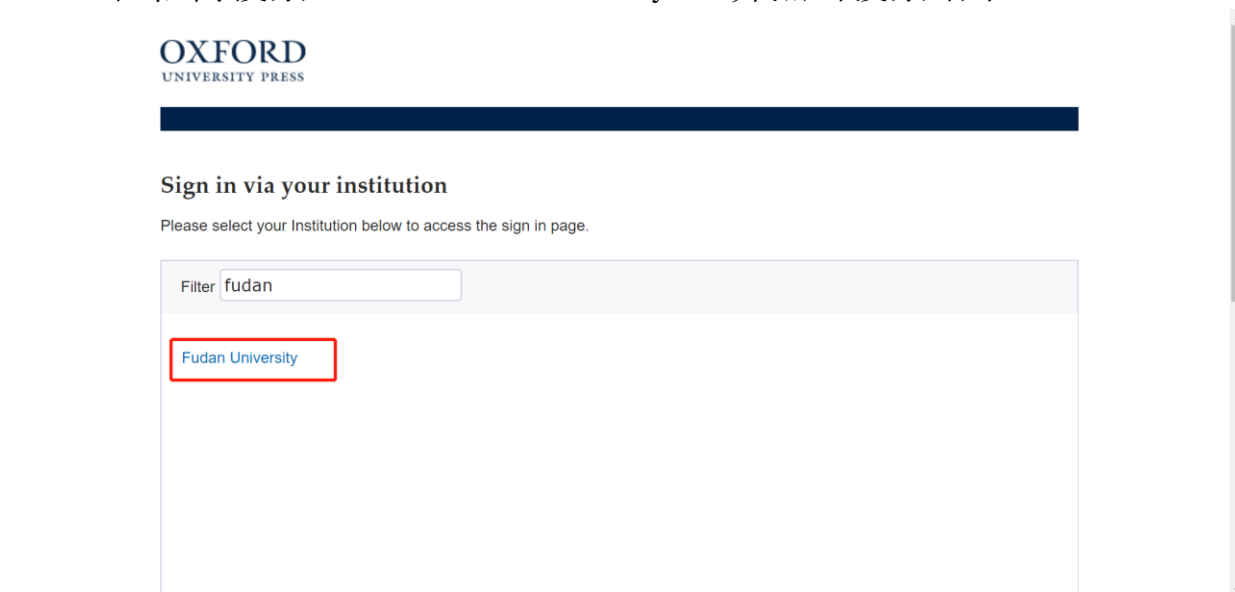 OXFORD
UNIVERSITY PRESS
Sign in via your institution
Please select your Institution below to access the sign in page.
Filter fudan
Fudan University